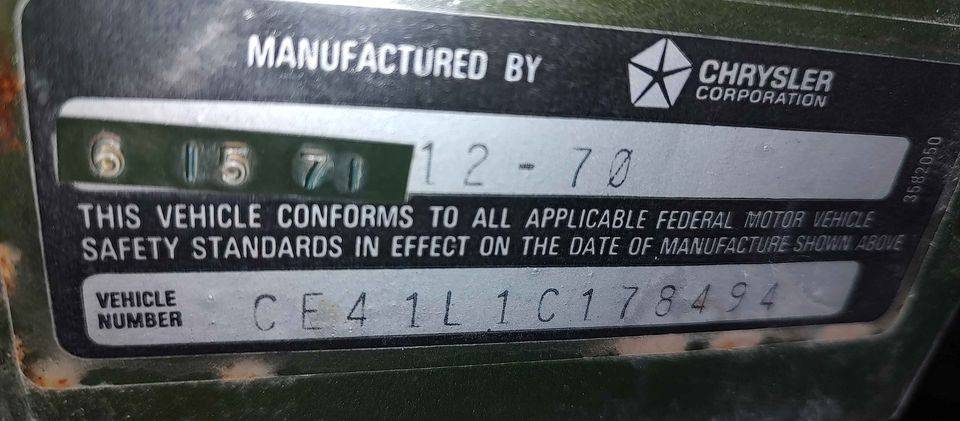 MANUFACTURED BY
CHRYSLER
CORPORATION
6 15 71 12-70
3582050
THIS VEHICLE CONFORMS TO ALL APPLICABLE FEDERAL MOTOR VEHICLE
SAFETY STANDARDS IN EFFECT ON THE DATE OF MANUFACTURE SHOWN ABOVE
VEHICLE
NUMBER
CE41L1C178494